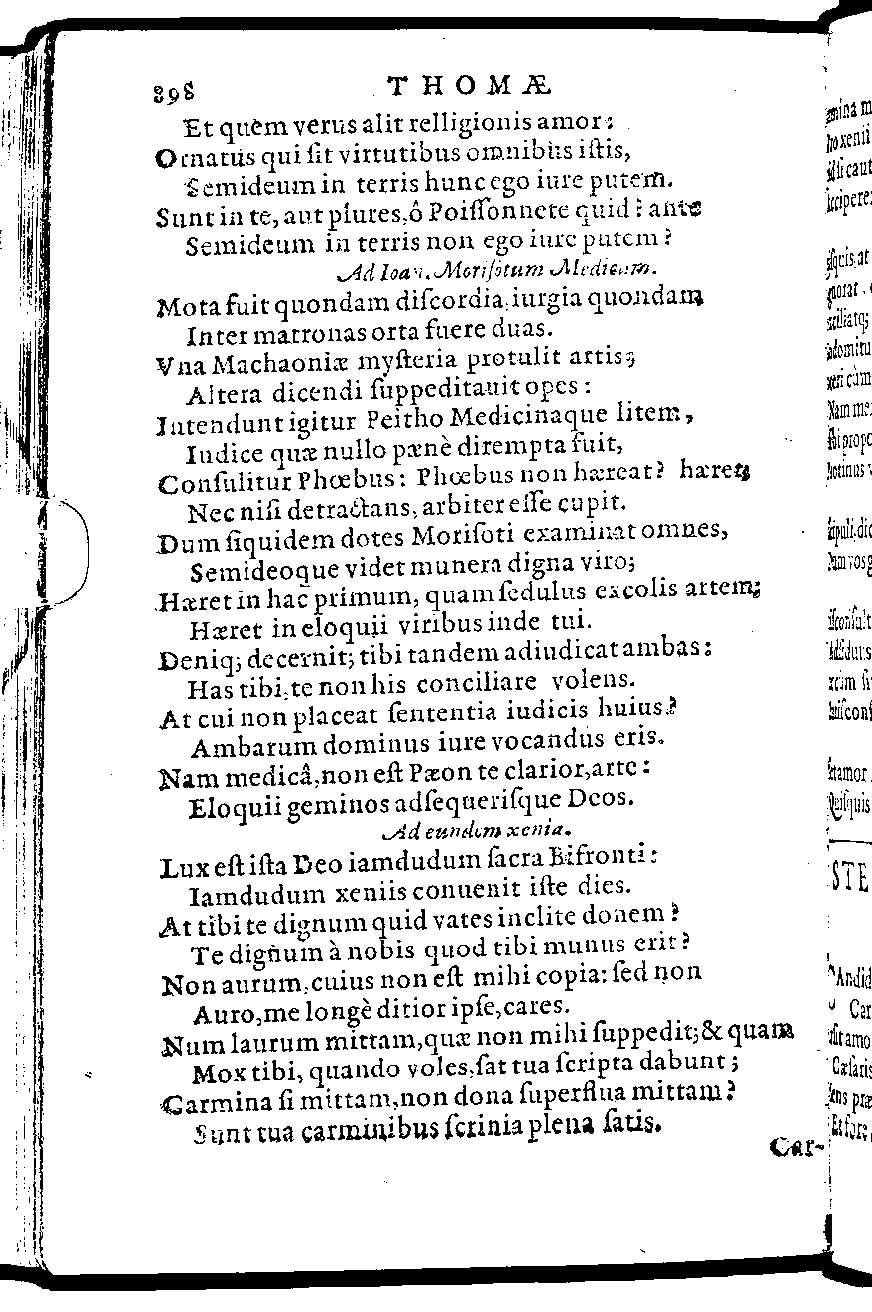 898 THOMÆ
Et quem verus alit relligionis amor:
Ornatus qui ſit virtutibus omnibus iſtis,
Semideum in terris hunc ego iure putem.
Sunt in te, aut plures, ô Poiſſonnete quid? ante
Semideum in terris non ego iure putem?
Ad Ioan. Moriſotum Medicum.
Mota fuit quondam diſcordia, iurgia quondam
Inter matronas orta fuere duas.
Vna Machaoniæ myſteria protulit artis;
Altera dicendi ſuppeditauit opes:
Intendunt igitur Peitho Medicinaque litem,
Iudice quæ nullo pænè dirempta fuit,
Conſulitur Phœbus: Phœbus non hæreat? hæret;
Nec niſi detractans, arbiter eſſe cupit.
Dum ſiquidem dotes Moriſoti examinat omnes,
Semideoque videt munera digna viro;
Hæret in hac primum, quam ſedulus excolis artem;
Hæret in eloquii viribus inde tui.
Deniq; decernit; tibi tandem adiudicat ambas:
Has tibi, te non his conciliare volens.
At cui non placeat ſententia iudicis huius?
Ambarum dominus iure vocandus eris.
Nam medicâ, non eſt Pæon te clarior, arte:
Eloquii geminos adſequeriſque Deos.
Ad eundem xenia.
Lux eſt iſta Deo iamdudum ſacra Bifronti:
Iamdudum xeniis conuenit iſte dies.
At tibi te dignum quid vates inclite donem?
Te dignum à nobis quod tibi munus erit?
Non aurum, cuius non eſt mihi copia: ſed non
Auro, me longè ditior ipſe, cares.
Num laurum mittam, quæ non mihi ſuppedit; & quam
Mox tibi, quando voles, ſat tua ſcripta dabunt;
Carmina ſi mittam, non dona ſuperflua mittam?
Sunt tua carminibus ſcrinia plena ſatis.
Car-